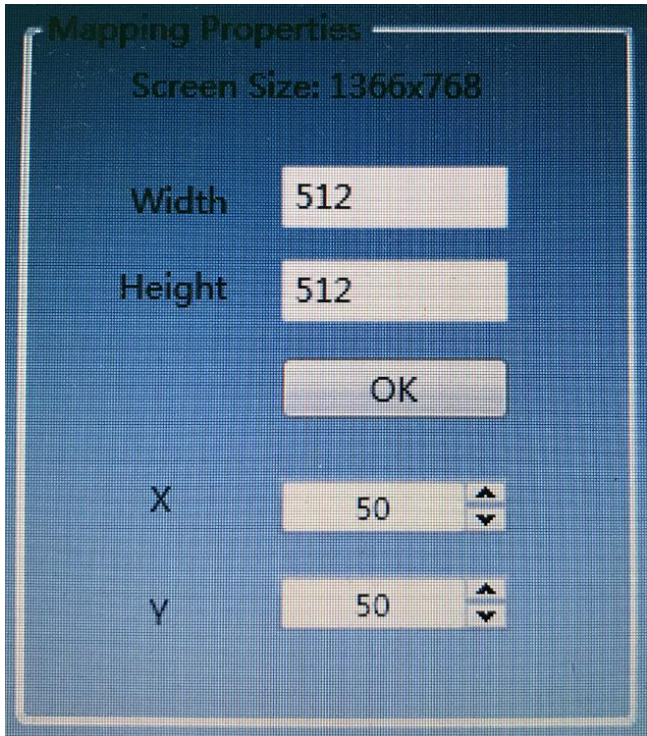 Mapping Properties
Screen Size: 1366x768
Width 512
Height 512
OK
X 50
Y 50